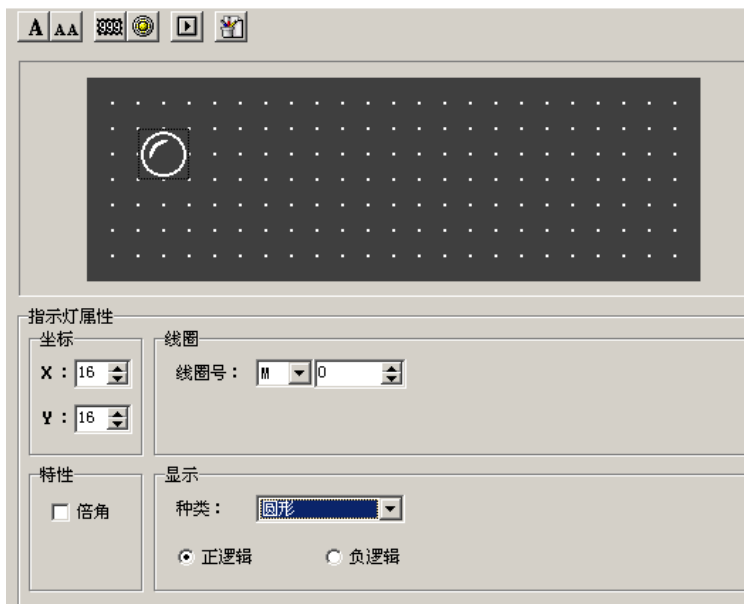 A AA 999
指示灯属性
坐标
X：16
Y：16
线圈
线圈号：M 0
特性
倍角
显示
种类：圆形
正逻辑 负逻辑